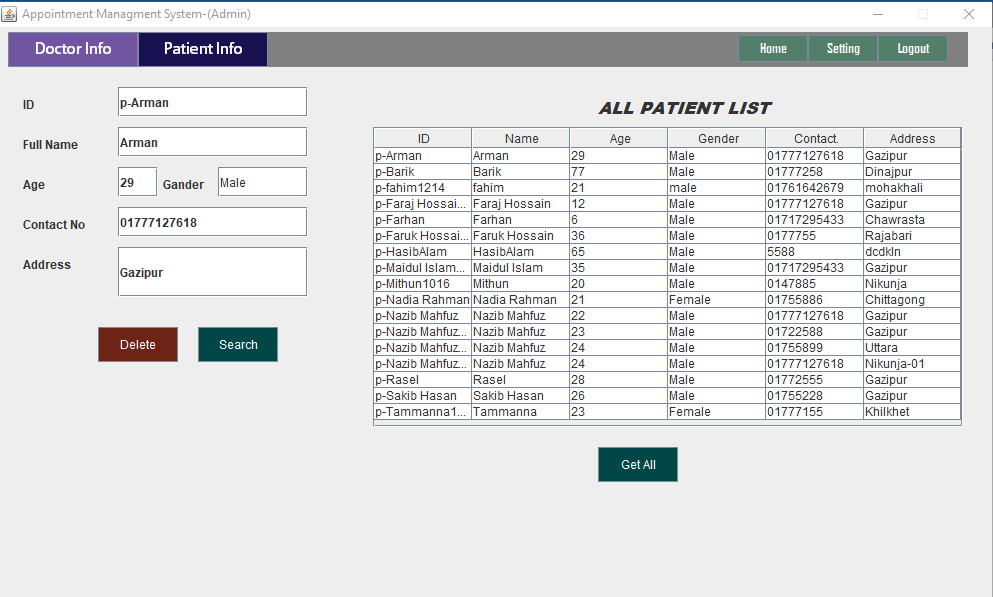 Appointment Managment System-(Admin)
Doctor Info Patient Info Home Setting Logout
ID p-Arman
Full Name Arman
Age 29 Gander Male
Contact No 01777127618
Address Gazipur
Delete Search
ALL PATIENT LIST
ID Name Age Gender Contact. Address
p-Arman Arman 29 Male 01777127618 Gazipur
p-Barik Barik 77 Male 01777258 Dinajpur
p-fahim1214 fahim 21 male 01761642679 mohakhali
p-Faraj Hossai... Faraj Hossain 12 Male 01777127618 Gazipur
p-Farhan Farhan 6 Male 01717295433 Chawrasta
p-Faruk Hossai... Faruk Hossain 36 Male 0177755 Rajabari
p-HasibAlam HasibAlam 65 Male 5588 dcdkln
p-Maidul Islam... Maidul Islam 35 Male 01717295433 Gazipur
p-Mithun1016 Mithun 20 Male 0147885 Nikunja
p-Nadia Rahman Nadia Rahman 21 Female 01755886 Chittagong
p-Nazib Mahfuz Nazib Mahfuz 22 Male 01777127618 Gazipur
p-Nazib Mahfuz... Nazib Mahfuz 23 Male 01722588 Gazipur
p-Nazib Mahfuz... Nazib Mahfuz 24 Male 01755899 Uttara
p-Nazib Mahfuz... Nazib Mahfuz 24 Male 01777127618 Nikunja-01
p-Rasel Rasel 28 Male 01772555 Gazipur
p-Sakib Hasan Sakib Hasan 26 Male 01755228 Gazipur
p-Tammanna1... Tammanna 23 Female 01777155 Khilkhet
Get All